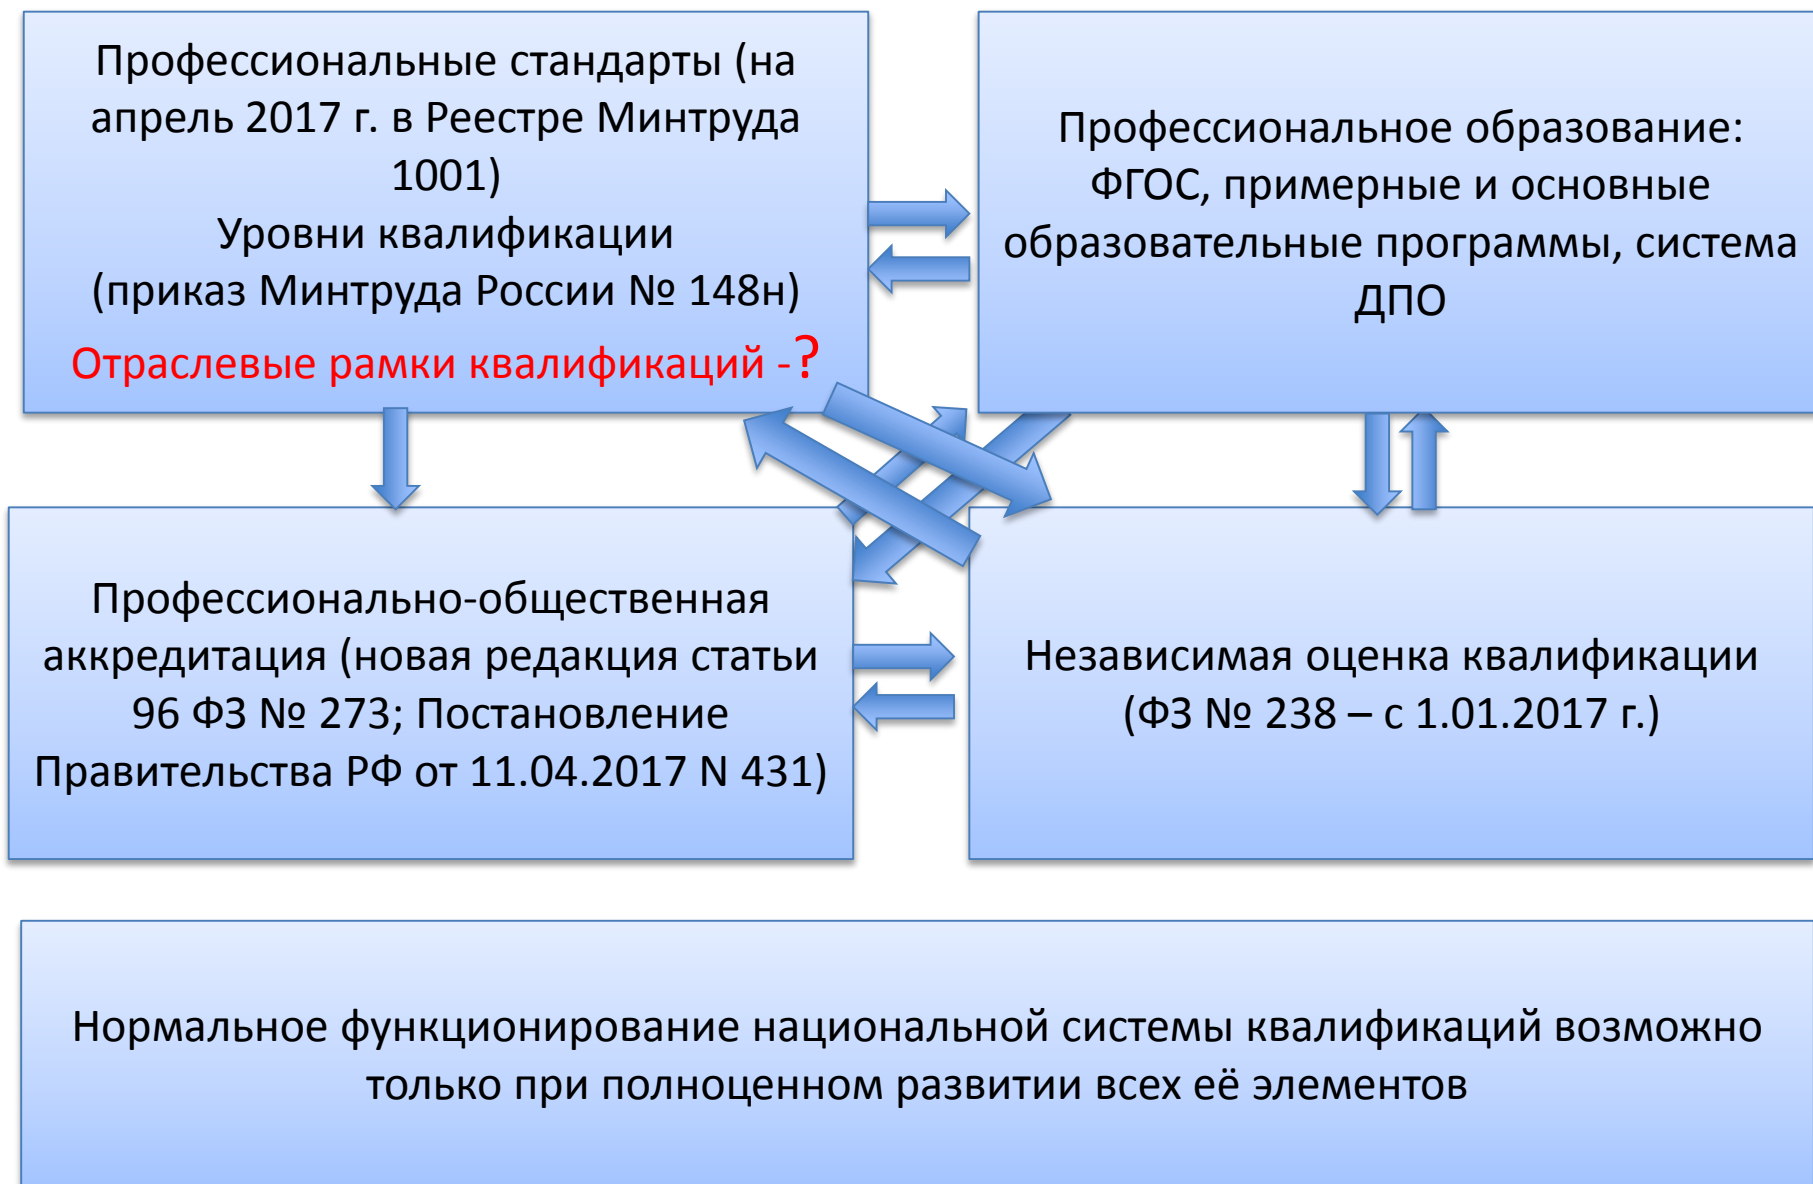 Профессиональные стандарты (на
апрель 2017 г. в Реестре Минтруда
1001)
Уровни квалификации
(приказ Минтруда России № 148н)
Отраслевые рамки квалификаций -?
Профессиональное образование:
ФГОС, примерные и основные
образовательные программы, система
ДПО
Профессионально-общественная
аккредитация (новая редакция статьи
96 ФЗ № 273; Постановление
Правительства РФ от 11.04.2017 N 431)
Независимая оценка квалификации
(ФЗ № 238 – с 1.01.2017 г.)
Нормальное функционирование национальной системы квалификаций возможно
только при полноценном развитии всех её элементов